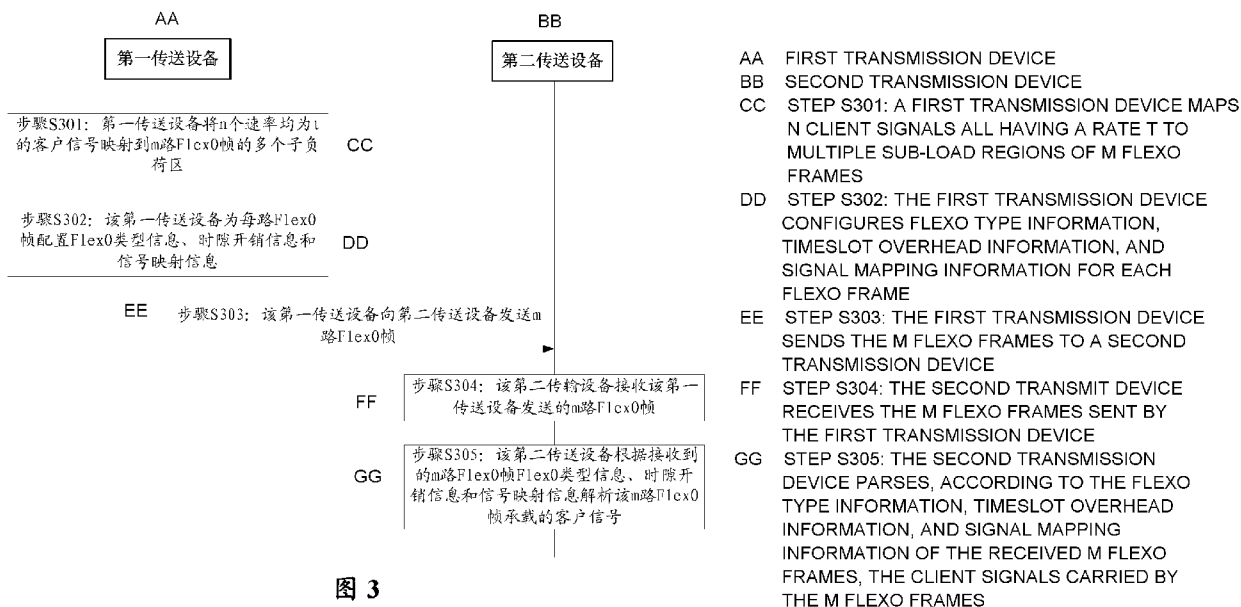 AA
BB
第一传送设备
第二传送设备
步骤S301：第一传送设备将n个速率均为t
的客户信号映射到m路FlexO帧的多个子负
荷区
CC
步骤S302：该第一传送设备为每路FlexO
帧配置FlexO类型信息、时隙开销信息和
信号映射信息
DD
EE
步骤S303：该第一传送设备向第二传送设备发送m
路FlexO帧
FF
步骤S304：该第二传输设备接收该第一
传送设备发送的m路FlexO帧
GG
步骤S305：该第二传送设备根据接收到
的m路FlexO帧FlexO类型信息、时隙开
销信息和信号映射信息解析该m路FlexO
帧承载的客户信号
图 3
AA FIRST TRANSMISSION DEVICE
BB SECOND TRANSMISSION DEVICE
CC STEP S301: A FIRST TRANSMISSION DEVICE MAPS
N CLIENT SIGNALS ALL HAVING A RATE T TO
MULTIPLE SUB-LOAD REGIONS OF M FLEXO
FRAMES
DD STEP S302: THE FIRST TRANSMISSION DEVICE
CONFIGURES FLEXO TYPE INFORMATION,
TIMESLOT OVERHEAD INFORMATION, AND
SIGNAL MAPPING INFORMATION FOR EACH
FLEXO FRAME
EE STEP S303: THE FIRST TRANSMISSION DEVICE
SENDS THE M FLEXO FRAMES TO A SECOND
TRANSMISSION DEVICE
FF STEP S304: THE SECOND TRANSMIT DEVICE
RECEIVES THE M FLEXO FRAMES SENT BY
THE FIRST TRANSMISSION DEVICE
GG STEP S305: THE SECOND TRANSMISSION
DEVICE PARSES, ACCORDING TO THE FLEXO
TYPE INFORMATION, TIMESLOT OVERHEAD
INFORMATION, AND SIGNAL MAPPING
INFORMATION OF THE RECEIVED M FLEXO
FRAMES, THE CLIENT SIGNALS CARRIED BY
THE M FLEXO FRAMES